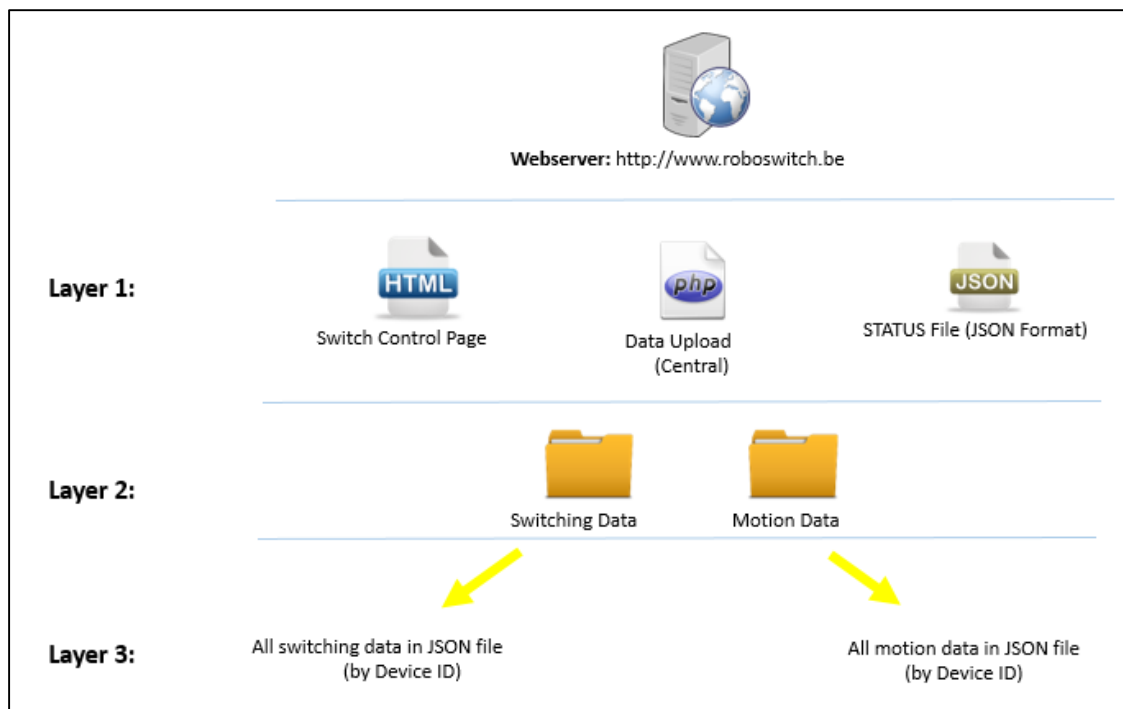 Webserver: http://www.roboswitch.be
Layer 1:
HTML
Switch Control Page
php
Data Upload
(Central)
JSON
STATUS File (JSON Format)
Layer 2:
Switching Data
Motion Data
Layer 3:
All switching data in JSON file
(by Device ID)
All motion data in JSON file
(by Device ID)